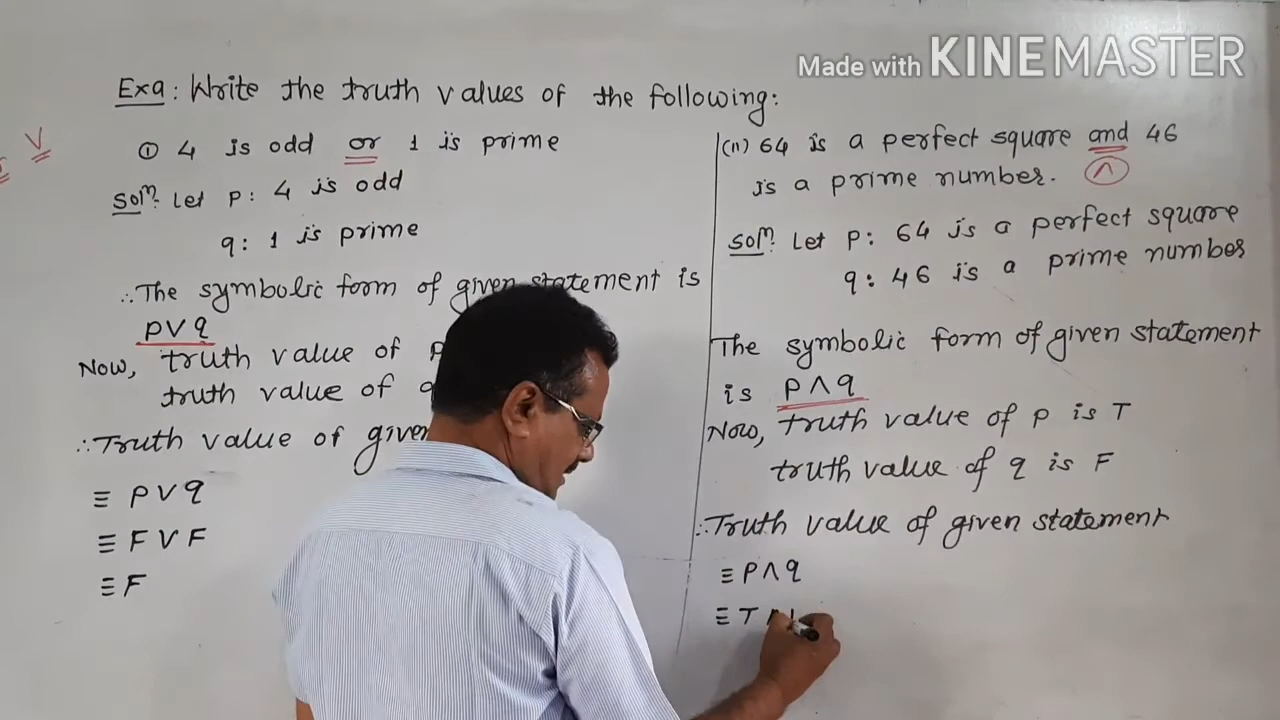 Made with KINEMASTER
Exa: Write the truth values of the following:
V
① 4 is odd or 1 is prime
Solⁿ: Let p: 4 is odd
q: 1 is prime
∴ The symbolic form of given statement is
p∨q
Now, truth value of p
truth value of q
∴ Truth value of given
≡ p∨q
≡ F∨F
≡ F
(ii) 64 is a perfect square and 46
is a prime number. ∧
Solⁿ: Let p: 64 is a perfect square
q: 46 is a prime number
The symbolic form of given statement
is p∧q
Now, truth value of p is T
truth value of q is F
∴ Truth value of given statement
≡ p∧q
≡ T